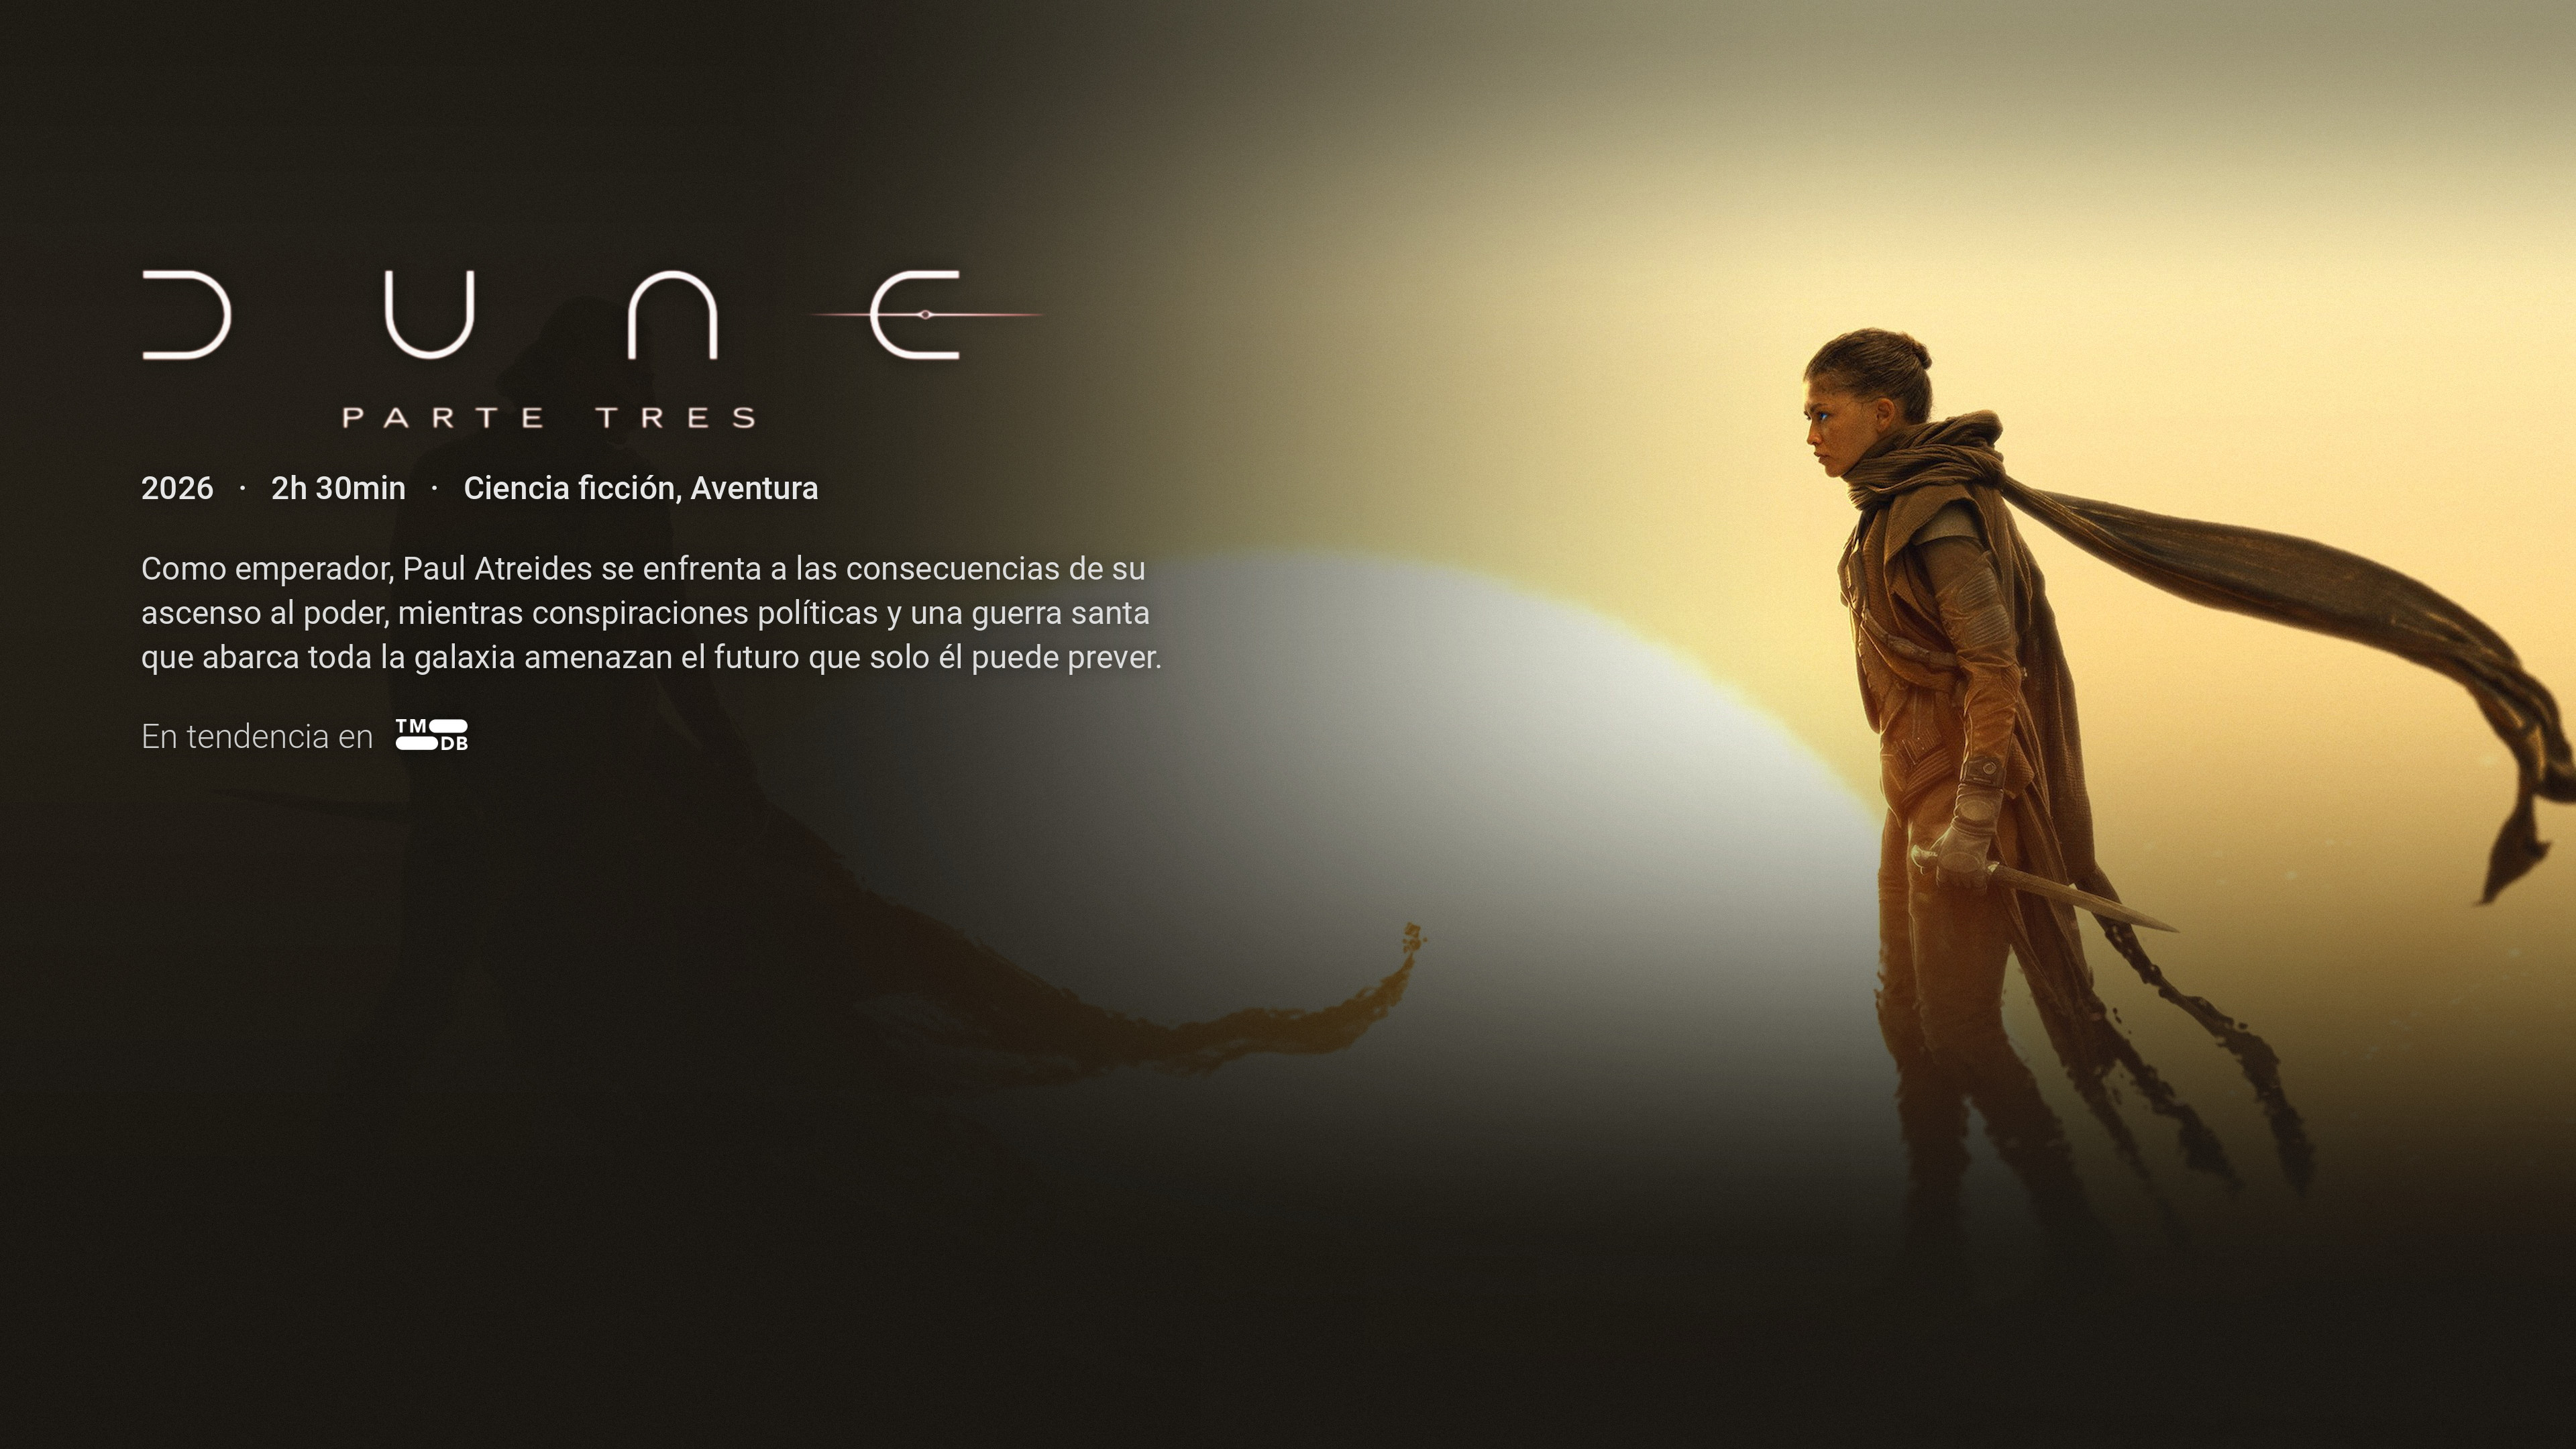 DUNE
PARTE TRES
2026 · 2h 30min · Ciencia ficción, Aventura
Como emperador, Paul Atreides se enfrenta a las consecuencias de su
ascenso al poder, mientras conspiraciones políticas y una guerra santa
que abarca toda la galaxia amenazan el futuro que solo él puede prever.
En tendencia en TMDB